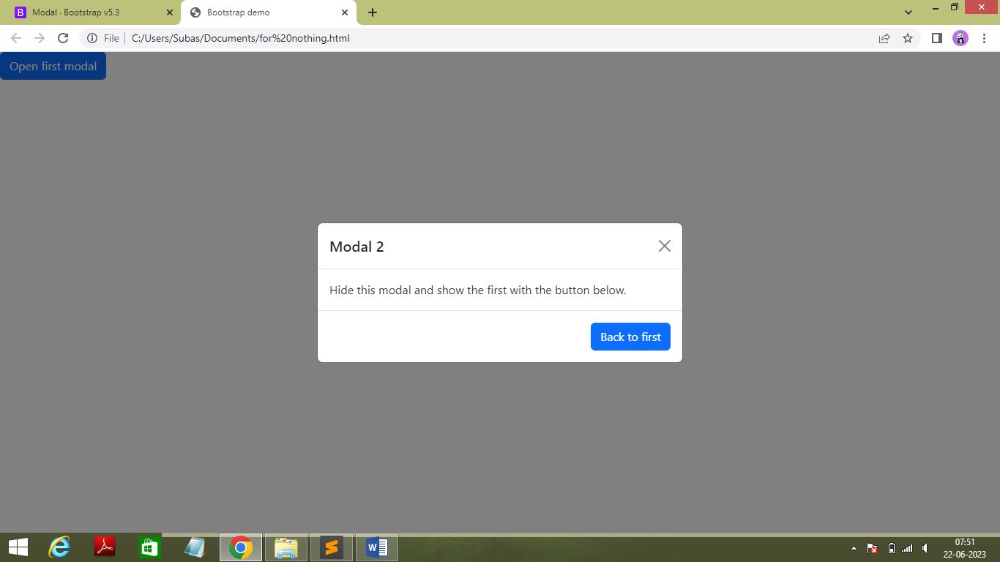 Modal · Bootstrap v5.3
Bootstrap demo
File
C:/Users/Subas/Documents/for%20nothing.html
Open first modal
Modal 2
Hide this modal and show the first with the button below.
Back to first
07:51
22-06-2023